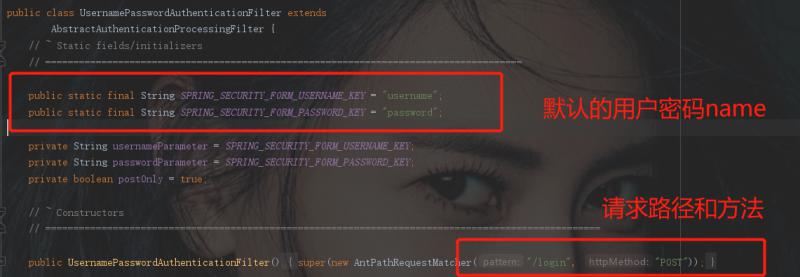 public class UsernamePasswordAuthenticationFilter extends
AbstractAuthenticationProcessingFilter {
// ~ Static fields/initializers
// =====================================================================================
public static final String SPRING_SECURITY_FORM_USERNAME_KEY = "username";
public static final String SPRING_SECURITY_FORM_PASSWORD_KEY = "password";
默认的用户密码name
private String usernameParameter = SPRING_SECURITY_FORM_USERNAME_KEY;
private String passwordParameter = SPRING_SECURITY_FORM_PASSWORD_KEY;
private boolean postOnly = true;
请求路径和方法
// ~ Constructors
// ===================================================================================================
public UsernamePasswordAuthenticationFilter() { super(new AntPathRequestMatcher( pattern: "/login", httpMethod: "POST")); }